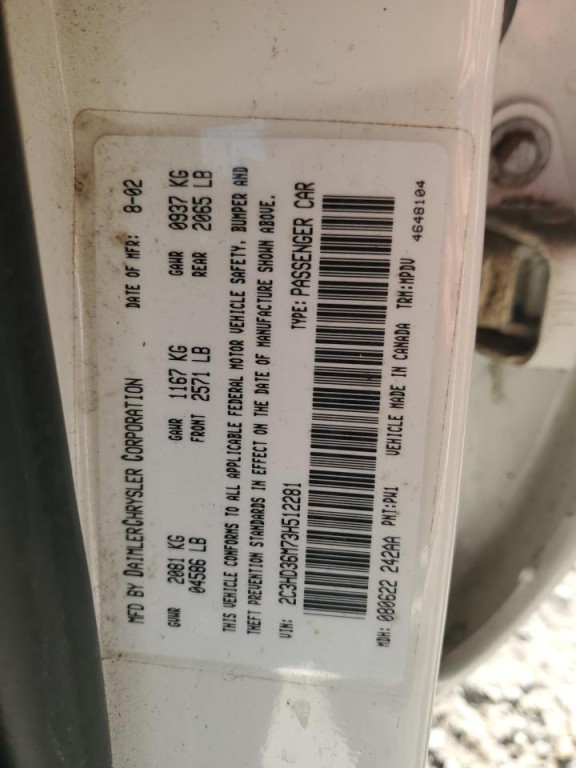 MFD BY DAIMLERCHRYSLER CORPORATION DATE OF MFR: 8-02
GVWR 2081 KG GAWR 1167 KG GAWR 0937 KG
04586 LB FRONT 2571 LB REAR 2065 LB
THIS VEHICLE CONFORMS TO ALL APPLICABLE FEDERAL MOTOR VEHICLE SAFETY, BUMPER AND
THEFT PREVENTION STANDARDS IN EFFECT ON THE DATE OF MANUFACTURE SHOWN ABOVE.
VIN: 2C3HD36M73H512281 TYPE: PASSENGER CAR
MDH: 080622 242AA PNT:PW1 VEHICLE MADE IN CANADA TRM:MPDV
4648104